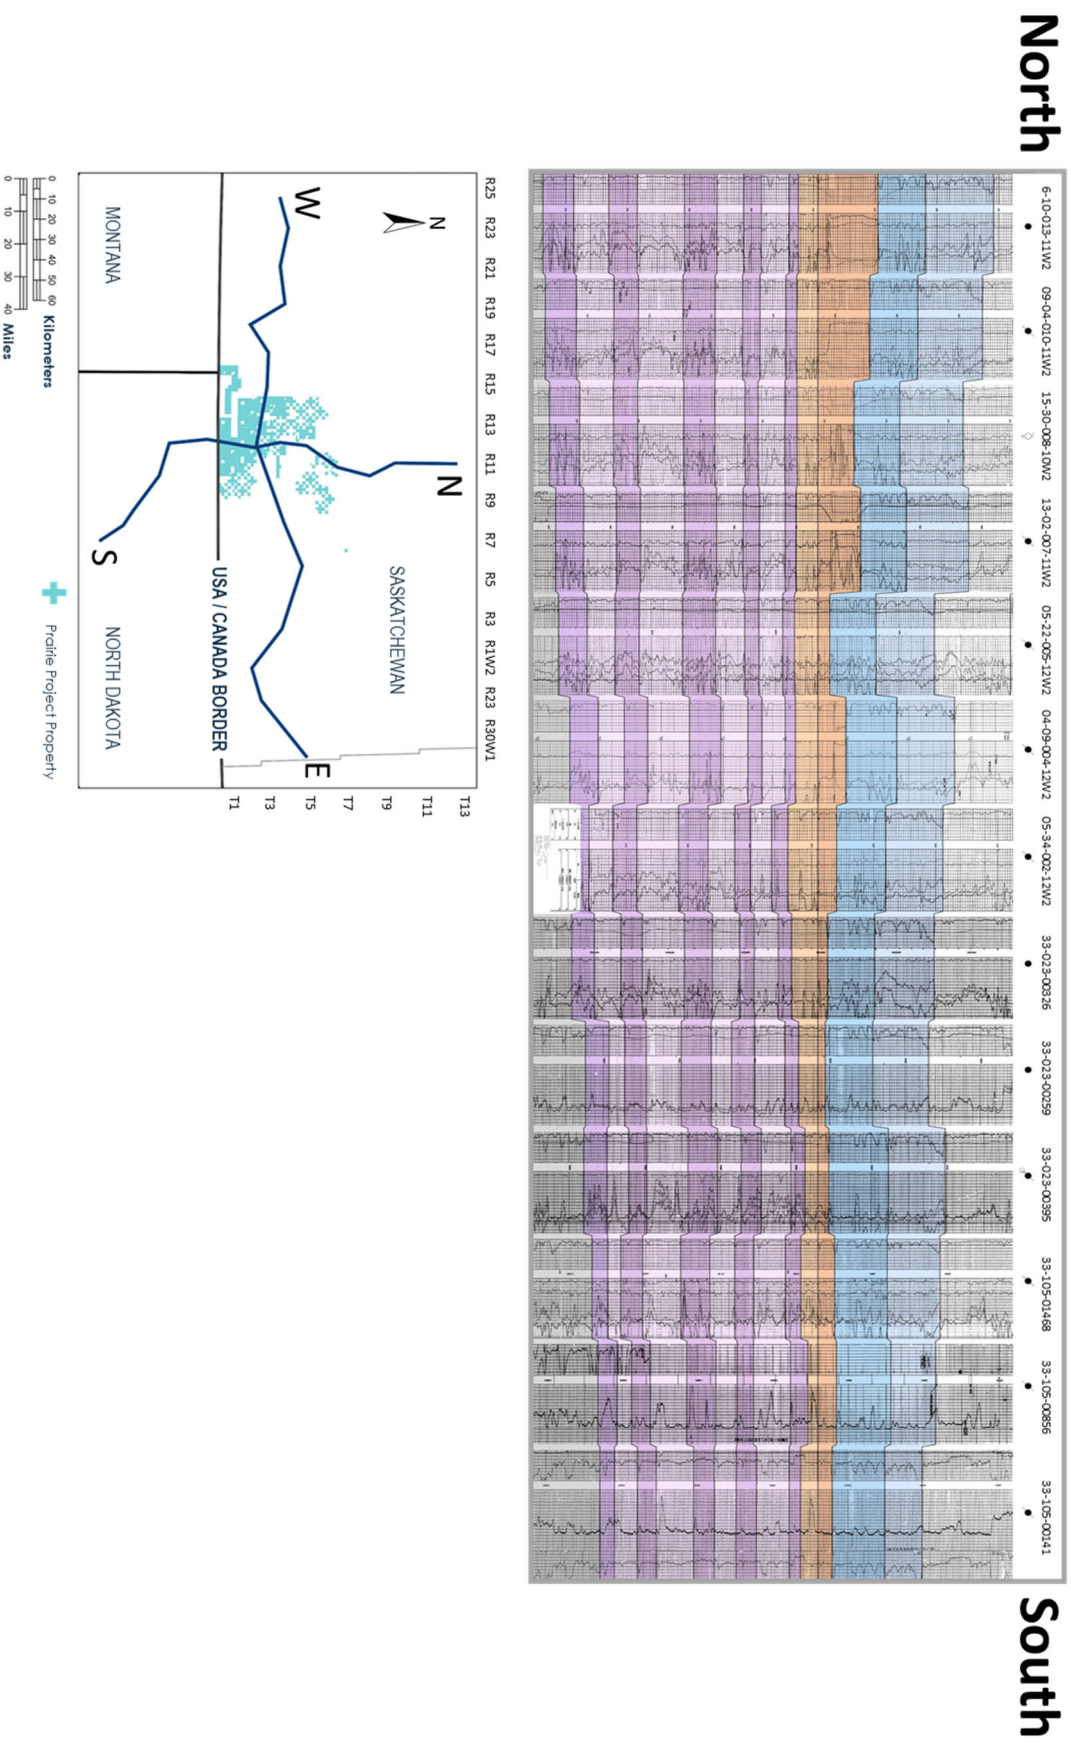 North
South
6-10-013-11W2
09-04-010-11W2
15-30-008-10W2
13-02-007-11W2
05-22-005-12W2
04-09-004-12W2
05-34-002-12W2
33-023-00326
33-023-00259
33-023-00395
33-105-01468
33-105-00856
33-105-00141
R25
R23
R21
R19
R17
R15
R13
R11
R9
R7
R5
R3
R1W2
R23
R30W1
T13
T11
T9
T7
T5
T3
T1
N
W
N
E
S
SASKATCHEWAN
USA / CANADA BORDER
MONTANA
NORTH DAKOTA
Prairie Project Property
0 10 20 30 40 50 60
Kilometers
0 10 20 30 40
Miles